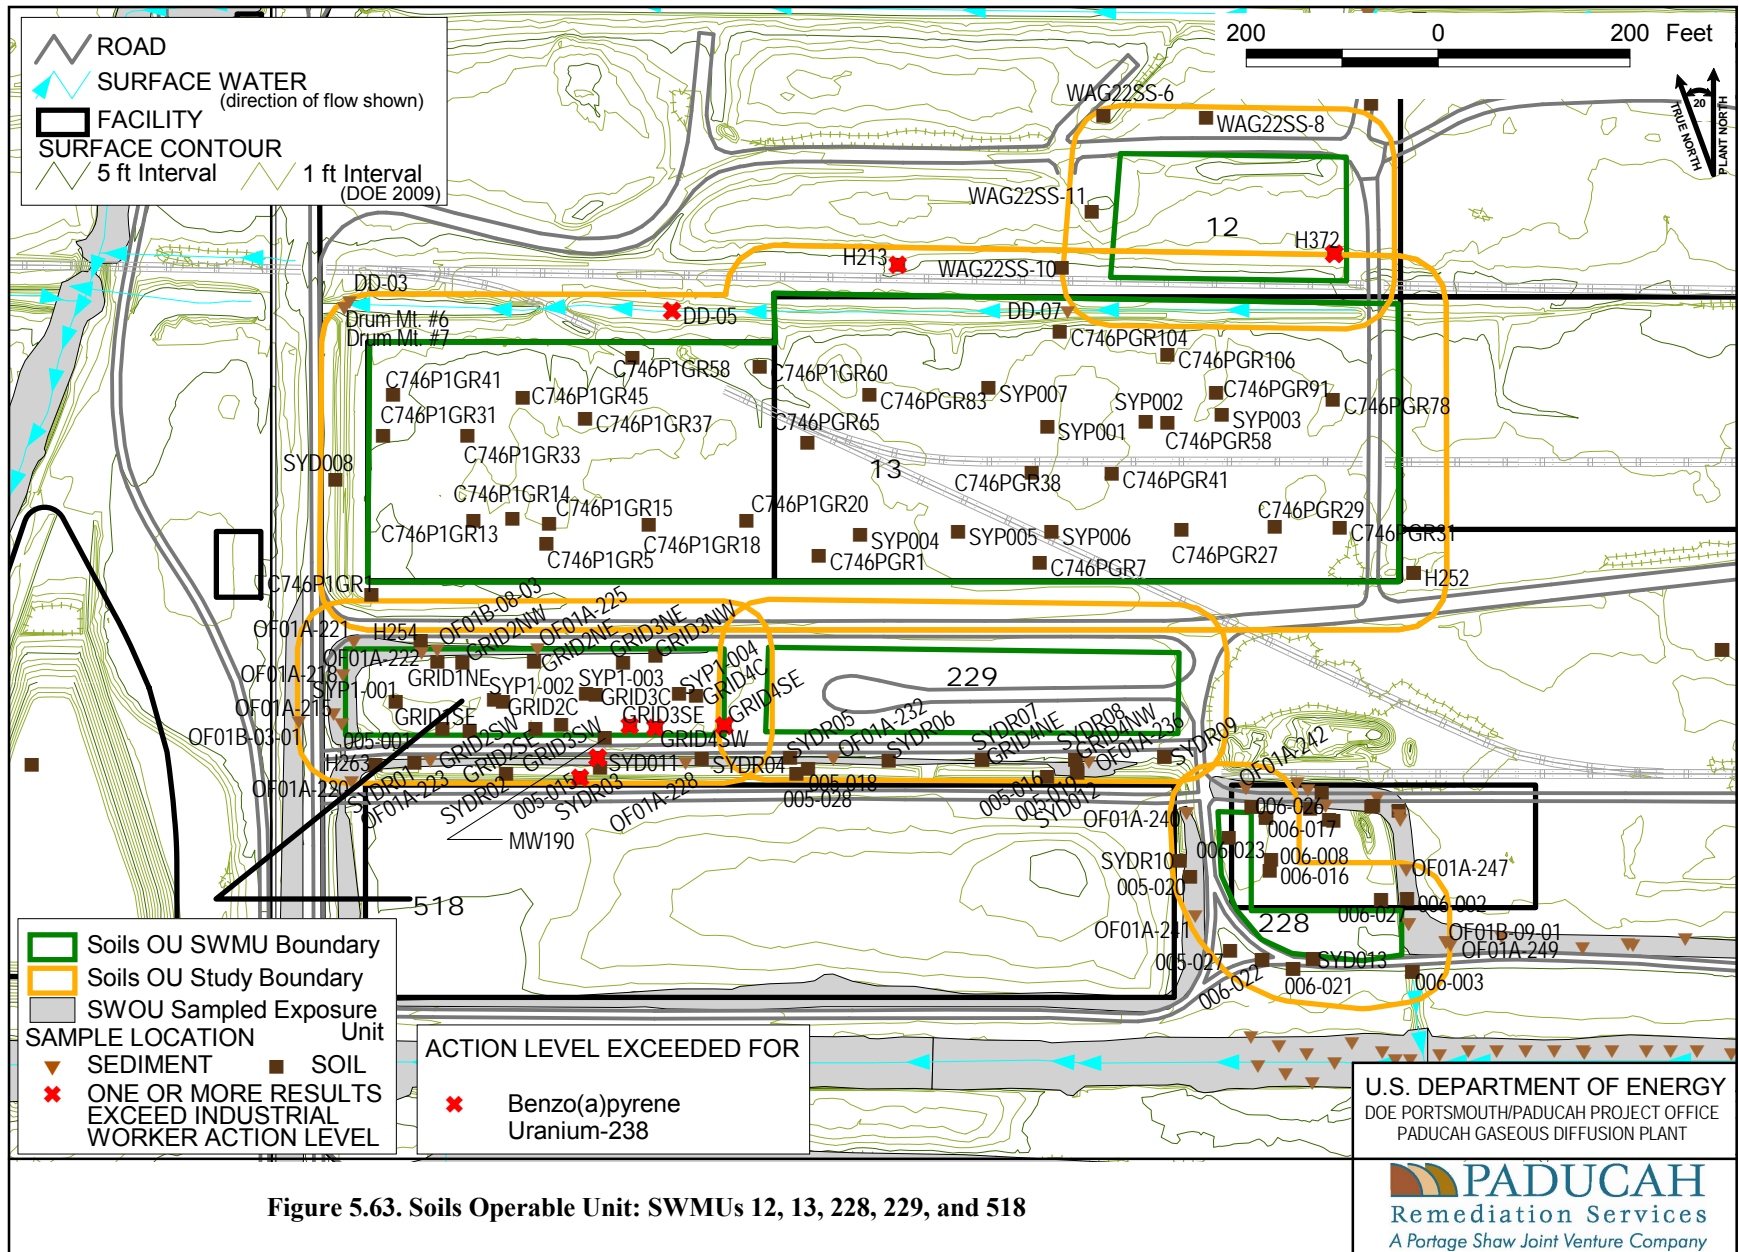 ROAD
SURFACE WATER
(direction of flow shown)
FACILITY
SURFACE CONTOUR
5 ft Interval
1 ft Interval
(DOE 2009)
200 0 200 Feet
20
TRUE NORTH
PLANT NORTH
WAG22SS-6
WAG22SS-8
WAG22SS-11
12
H372
H213
WAG22SS-10
DD-03
Drum Mt. #6
Drum Mt. #7
DD-05
DD-07
C746PGR104
C746PGR106
C746P1GR58
C746P1GR60
C746P1GR41
C746P1GR45
C746PGR83
SYP007
C746PGR91
C746PGR78
C746P1GR31
C746P1GR37
C746PGR65
SYP002
SYP003
SYP001
C746PGR58
C746P1GR33
SYD008
13
C746PGR38
C746PGR41
C746P1GR14
C746P1GR15
C746P1GR20
C746PGR29
C746P1GR13
C746P1GR18
SYP004
SYP005
SYP006
C746PGR31
C746P1GR5
C746PGR1
C746PGR7
C746PGR27
H252
C746P1GR1
OF01B-08-03
OF01A-225
OF01A-221
H254
GRID2NW
GRID2NE
GRID3NE
GRID3NW
OF01A-222
OF01A-218
GRID1NE
SYP1-001
SYP1-002
SYP1-003
SYP1-004
229
GRID2C
GRID3C
GRID4C
OF01A-215
GRID1SE
GRID3SE
GRID4SE
OF01B-03-01
005-001
GRID2SW
GRID2SE
GRID3SW
GRID4SW
H263
SYDR05
OF01A-232
SYDR06
SYDR07
GRID4NE
SYDR08
GRID4NW
OF01A-236
SYDR09
OF01A-220
SYDR01
OF01A-223
SYDR02
005-015
SYDR03
SYD011
OF01A-228
SYDR04
005-018
005-028
005-016
005-019
SYD012
OF01A-242
MW190
OF01A-240
006-026
006-017
006-023
006-008
006-016
SYDR10
005-020
OF01A-247
518
006-027
006-002
228
OF01A-241
OF01B-09-01
OF01A-249
005-027
SYD013
006-022
006-021
006-003
Soils OU SWMU Boundary
Soils OU Study Boundary
SWOU Sampled Exposure
Unit
SAMPLE LOCATION
SEDIMENT
SOIL
ONE OR MORE RESULTS
EXCEED INDUSTRIAL
WORKER ACTION LEVEL
ACTION LEVEL EXCEEDED FOR
Benzo(a)pyrene
Uranium-238
U.S. DEPARTMENT OF ENERGY
DOE PORTSMOUTH/PADUCAH PROJECT OFFICE
PADUCAH GASEOUS DIFFUSION PLANT
PADUCAH
Remediation Services
A Portage Shaw Joint Venture Company
Figure 5.63. Soils Operable Unit: SWMUs 12, 13, 228, 229, and 518